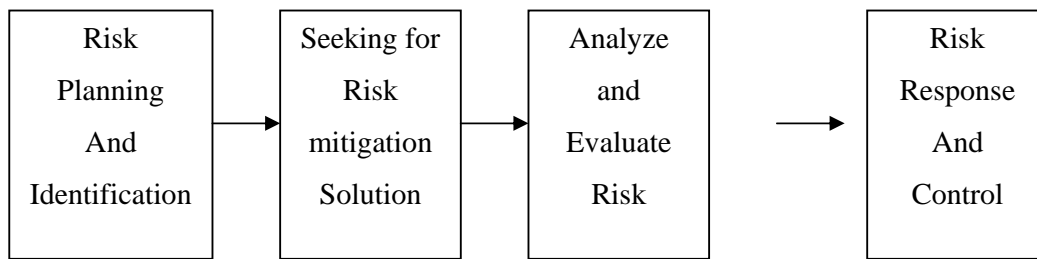 Risk
Planning
And
Identification
Seeking for
Risk
mitigation
Solution
Analyze
and
Evaluate
Risk
Risk
Response
And
Control